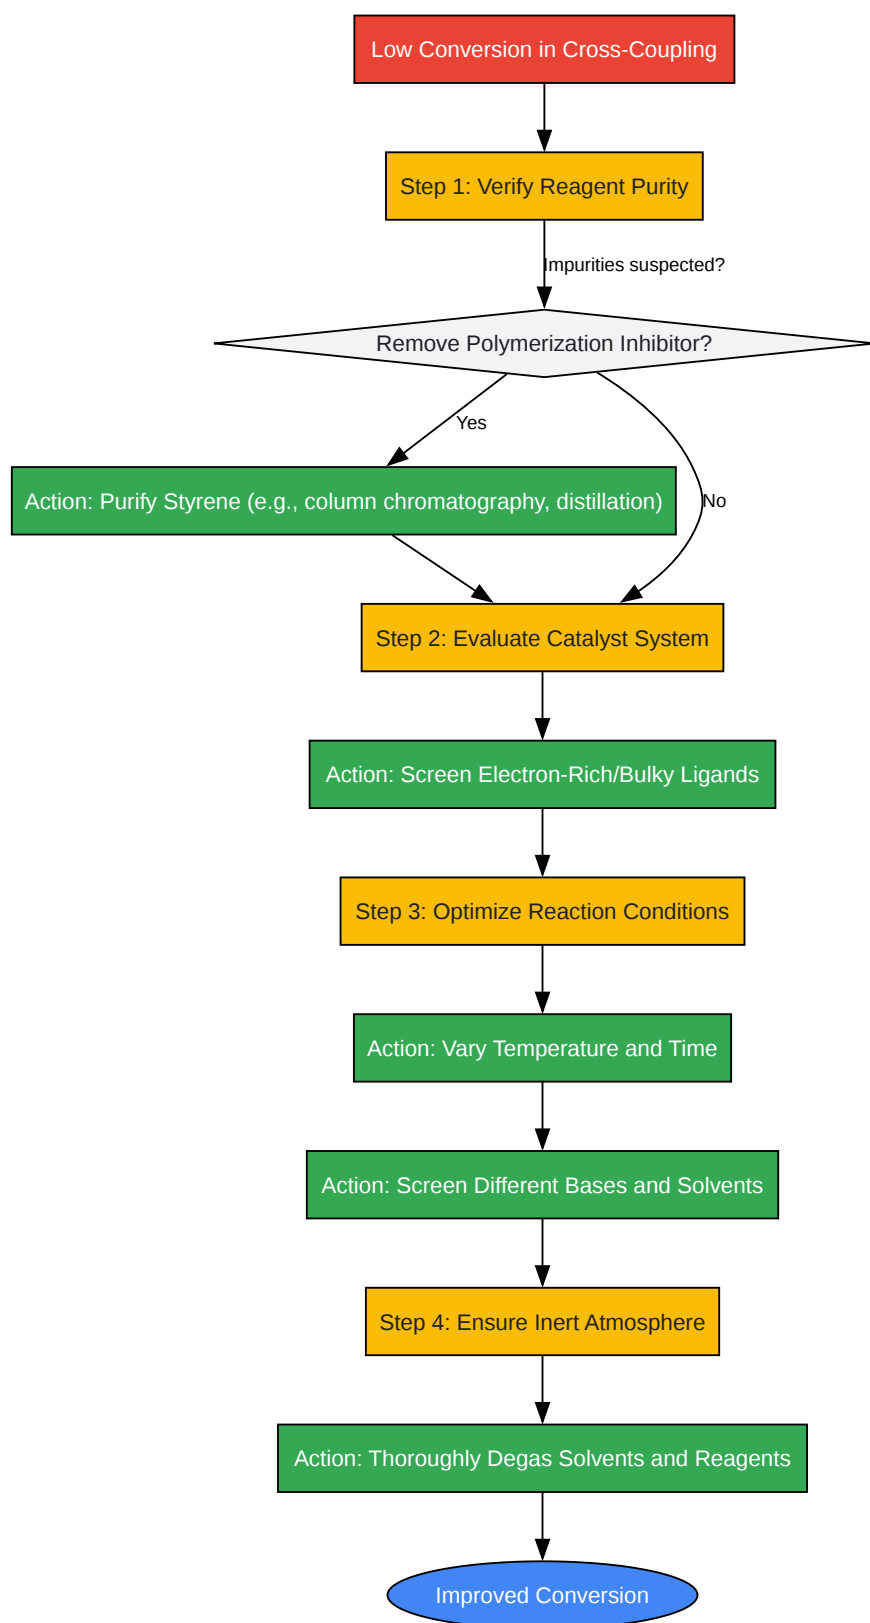 Low Conversion in Cross-Coupling
Step 1: Verify Reagent Purity
Impurities suspected?
Remove Polymerization Inhibitor?
Yes
Action: Purify Styrene (e.g., column chromatography, distillation)
No
Step 2: Evaluate Catalyst System
Action: Screen Electron-Rich/Bulky Ligands
Step 3: Optimize Reaction Conditions
Action: Vary Temperature and Time
Action: Screen Different Bases and Solvents
Step 4: Ensure Inert Atmosphere
Action: Thoroughly Degas Solvents and Reagents
Improved Conversion